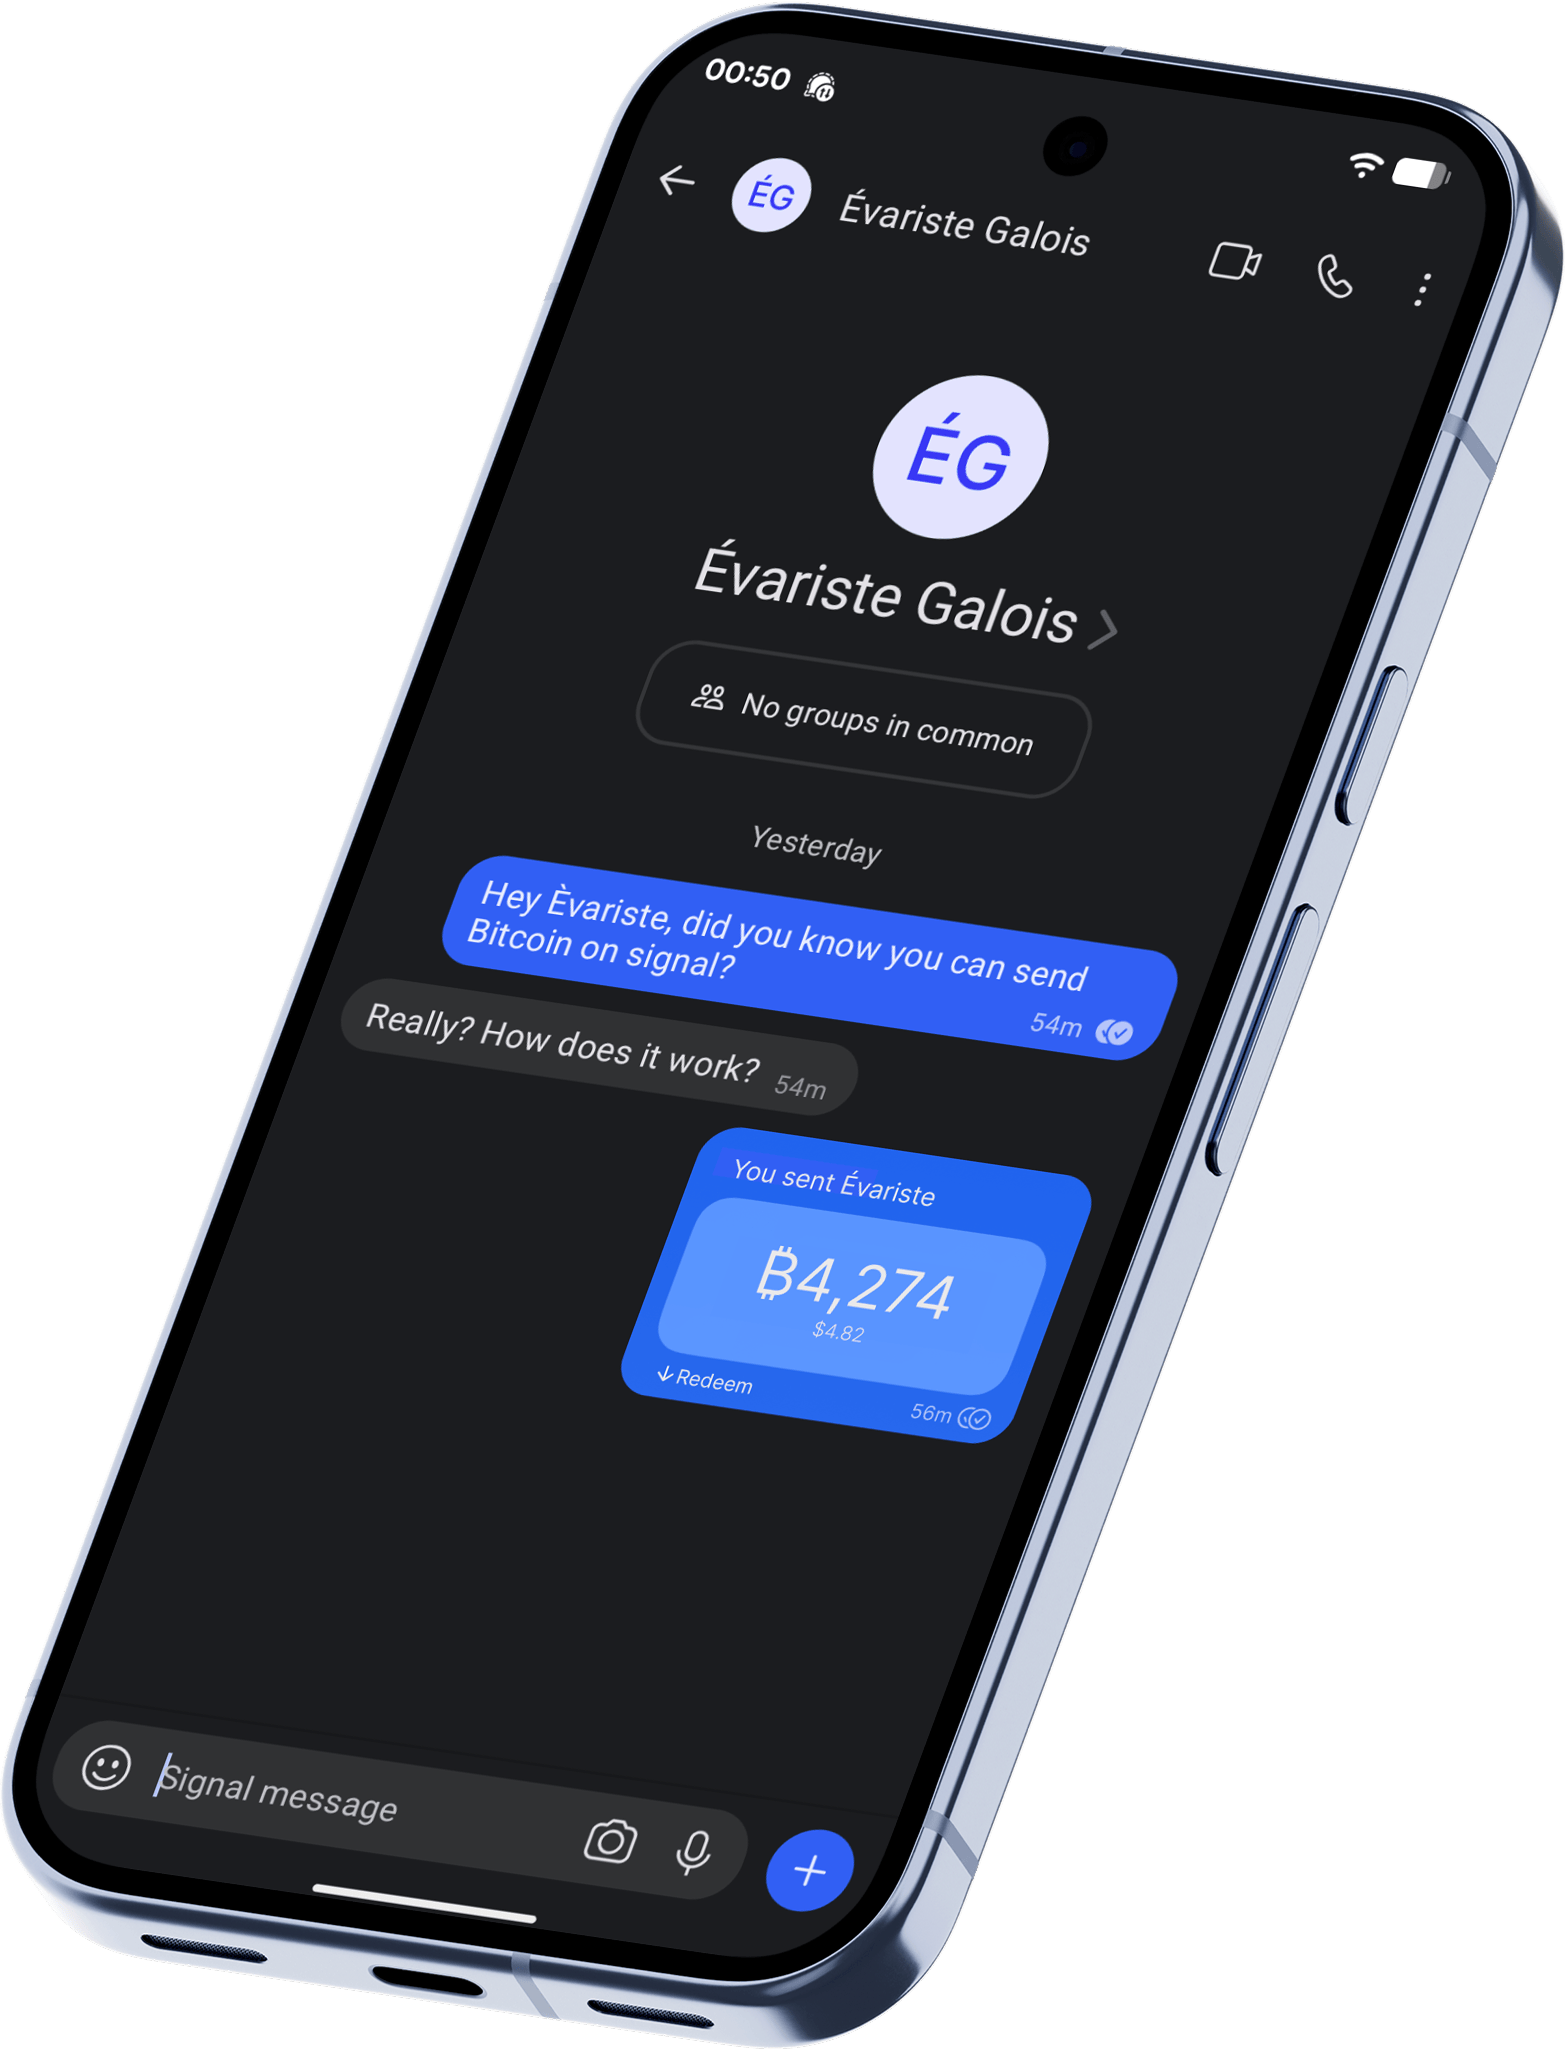 00:50
ÉG
Évariste Galois
ÉG
Évariste Galois
No groups in common
Yesterday
Hey Èvariste, did you know you can send
Bitcoin on signal?
54m
Really? How does it work? 54m
You sent Évariste
₿4,274
$4.82
Redeem
56m
Signal message